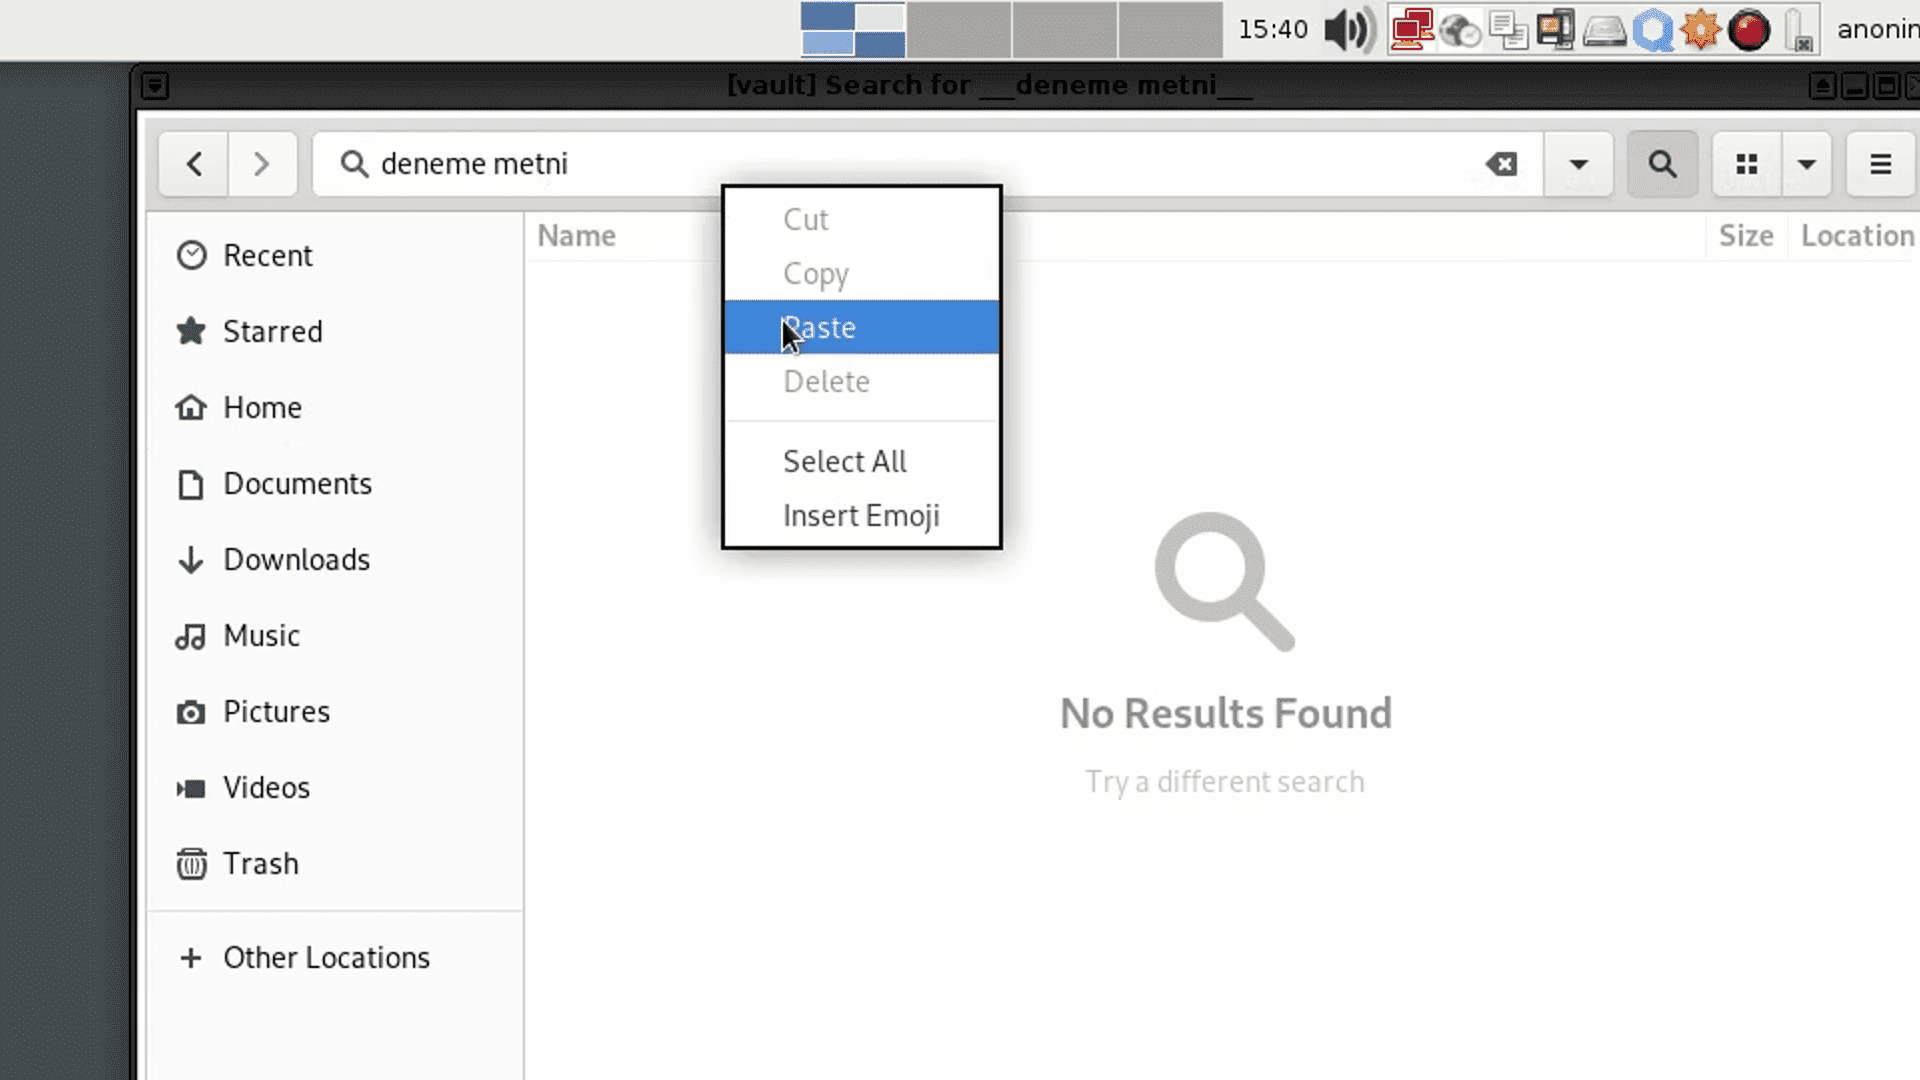 15:40
anonin
[vault] Search for __deneme metni__
deneme metni
Cut
Copy
Paste
Delete
Select All
Insert Emoji
Name
Size
Location
Recent
Starred
Home
Documents
Downloads
Music
Pictures
Videos
Trash
Other Locations
No Results Found
Try a different search